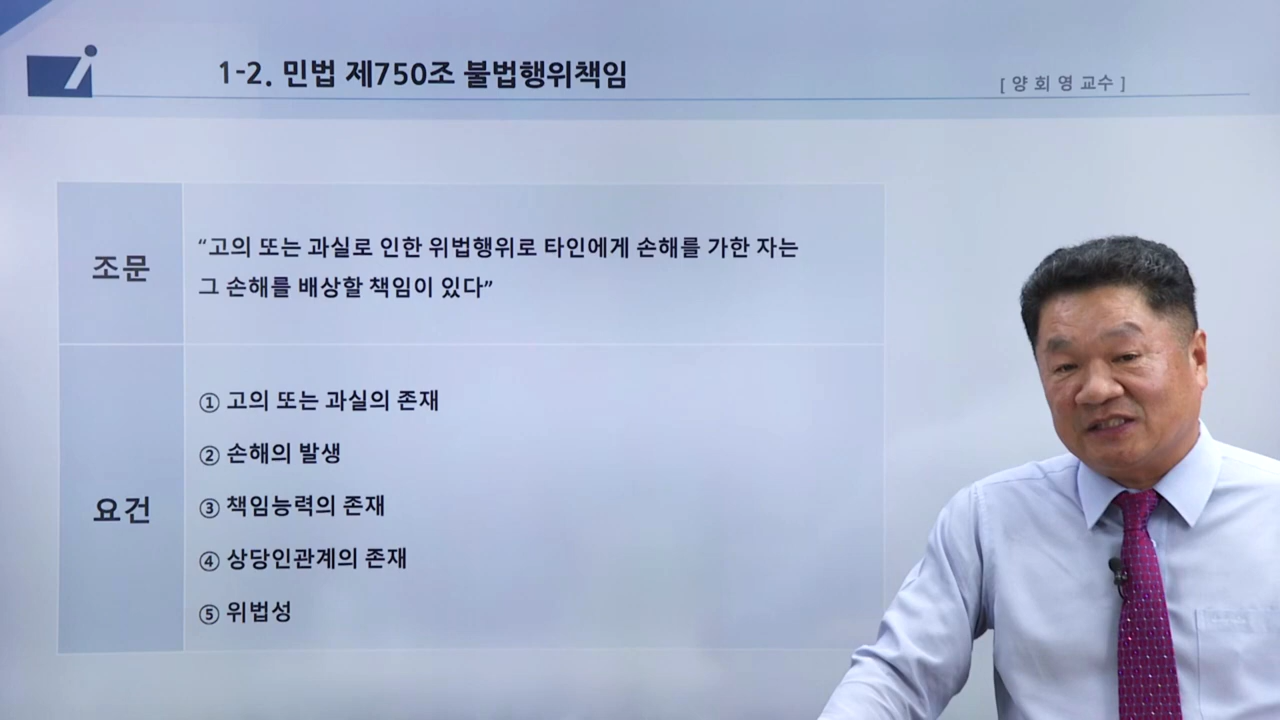 1-2. 민법 제750조 불법행위책임
[ 양 회 영 교수 ]
조문
“고의 또는 과실로 인한 위법행위로 타인에게 손해를 가한 자는
그 손해를 배상할 책임이 있다”
요건
① 고의 또는 과실의 존재
② 손해의 발생
③ 책임능력의 존재
④ 상당인관계의 존재
⑤ 위법성